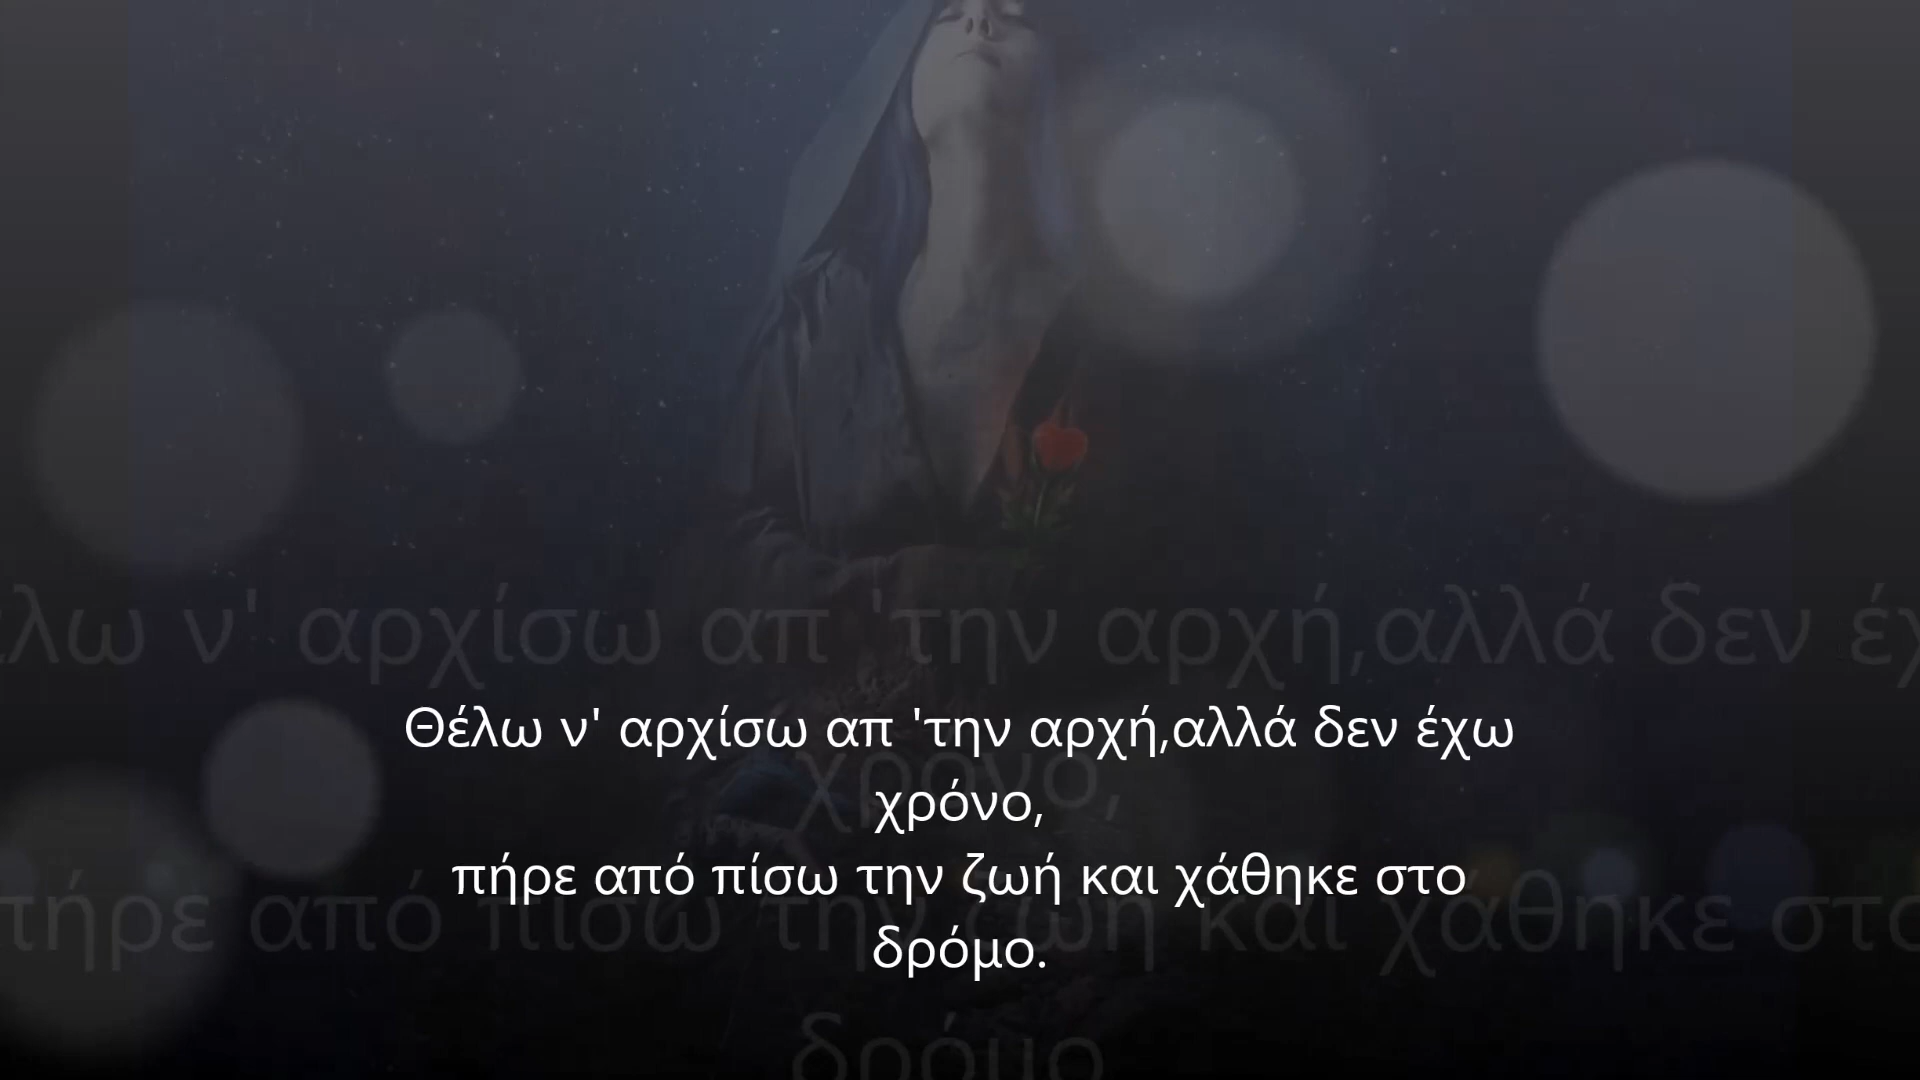 Θέλω ν' αρχίσω απ 'την αρχή,αλλά δεν έχω
χρόνο,
πήρε από πίσω την ζωή και χάθηκε στο
δρόμο.